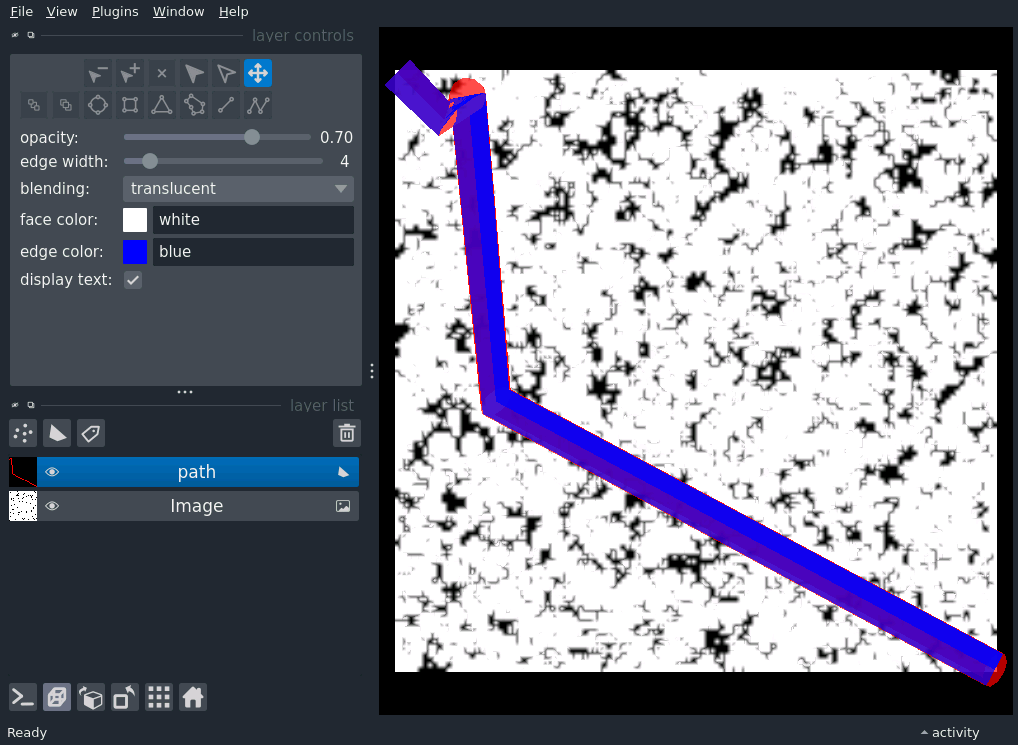 File View Plugins Window Help
layer controls
opacity: 0.70
edge width: 4
blending: translucent
face color: white
edge color: blue
display text:
layer list
path
Image
Ready activity